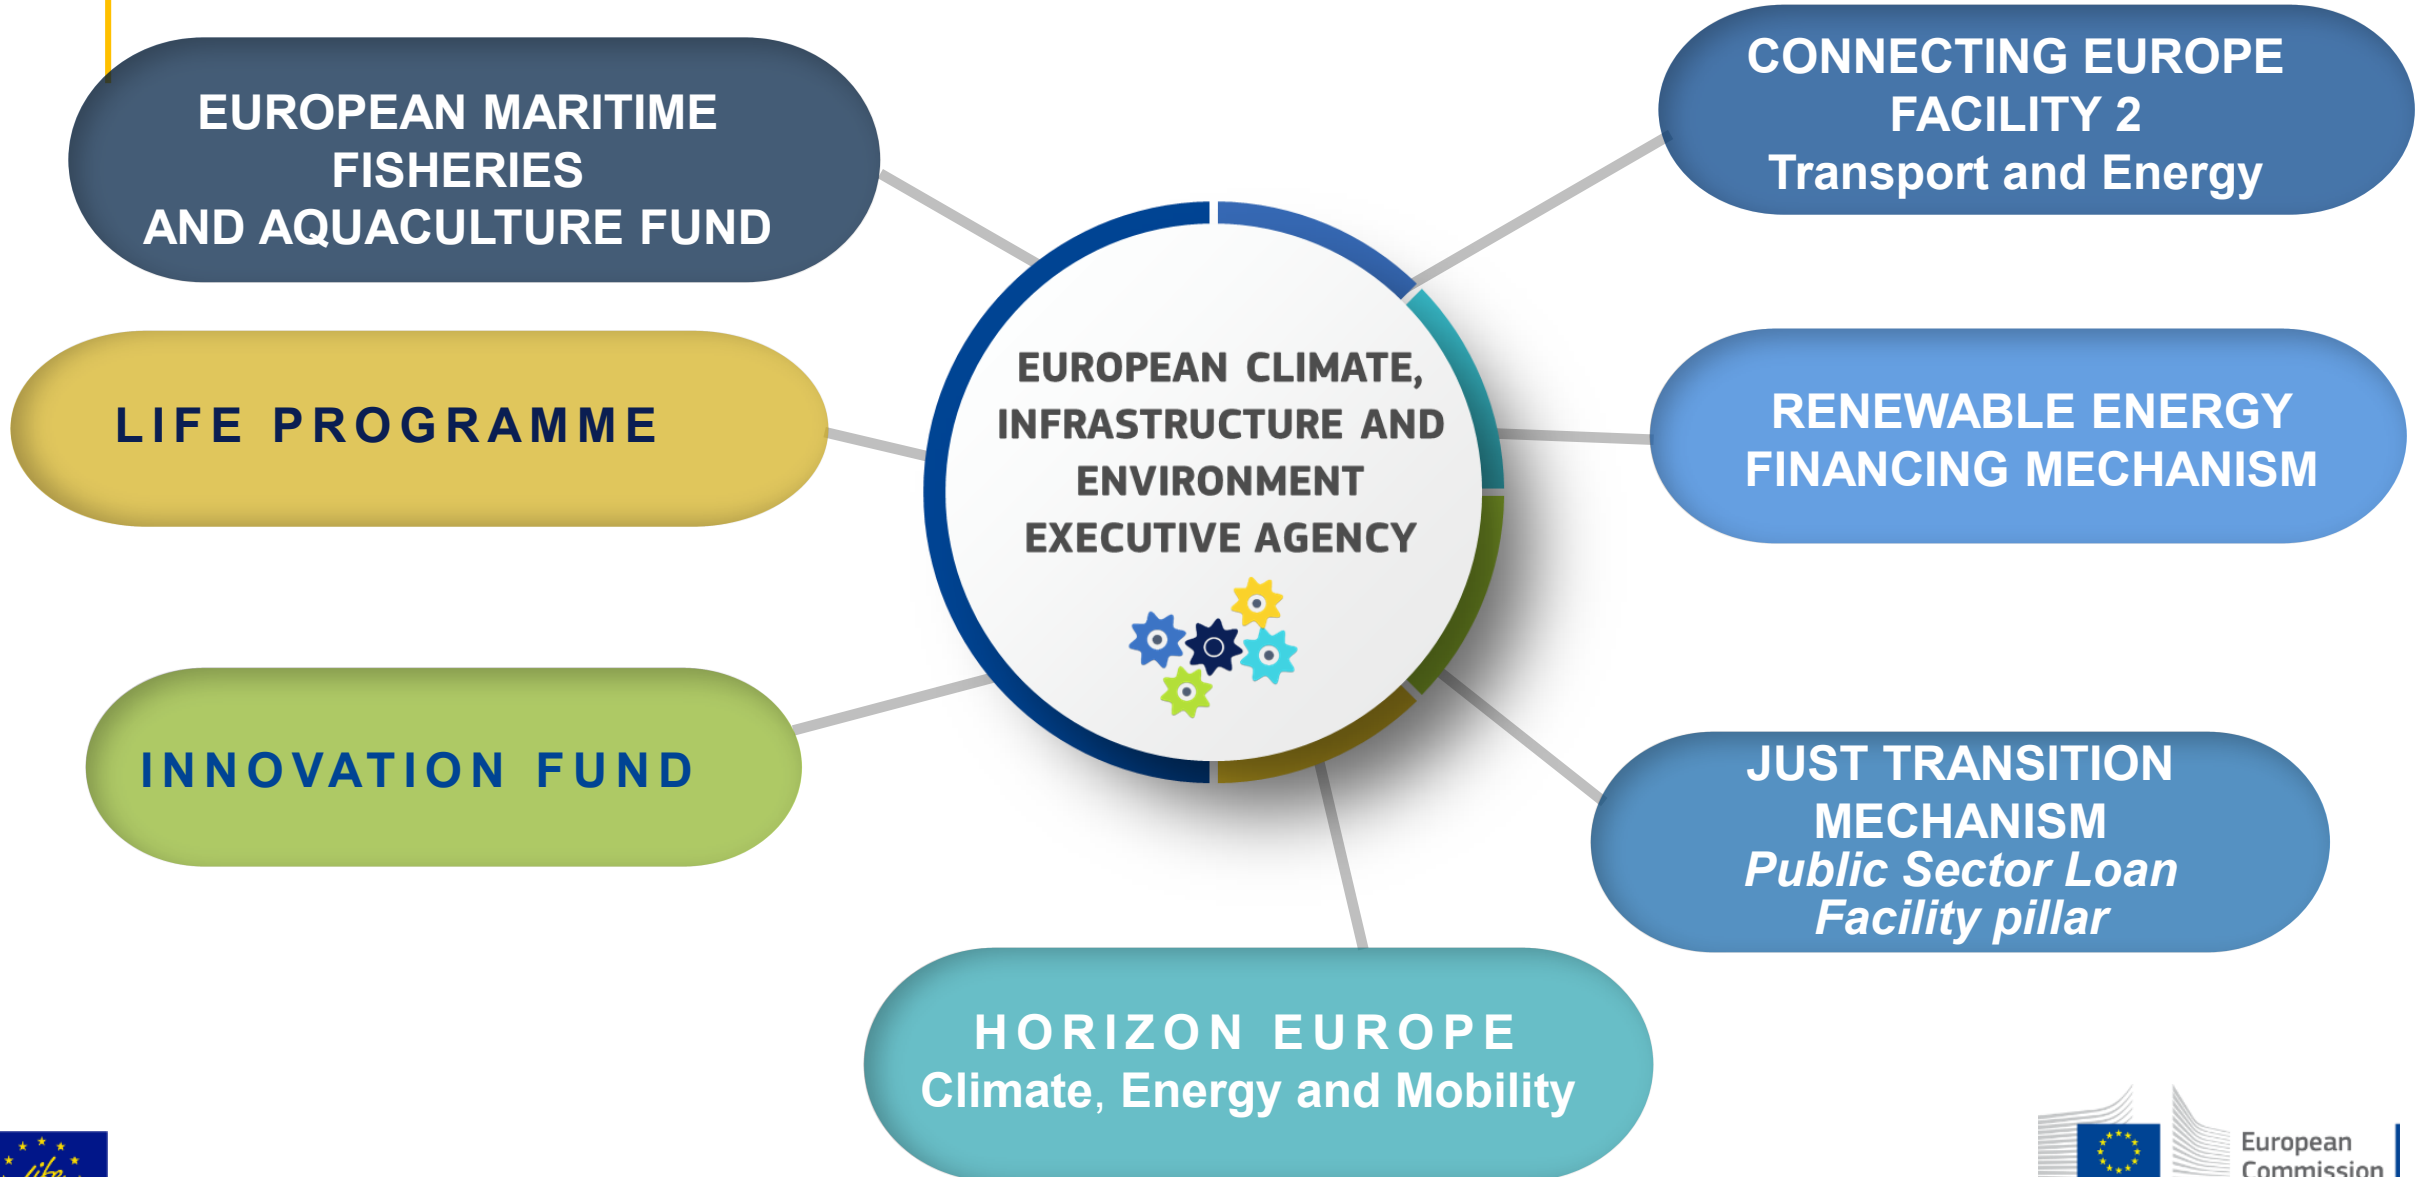 EUROPEAN MARITIME
FISHERIES
AND AQUACULTURE FUND
LIFE PROGRAMME
INNOVATION FUND
EUROPEAN CLIMATE,
INFRASTRUCTURE AND
ENVIRONMENT
EXECUTIVE AGENCY
CONNECTING EUROPE
FACILITY 2
Transport and Energy
RENEWABLE ENERGY
FINANCING MECHANISM
JUST TRANSITION
MECHANISM
Public Sector Loan
Facility pillar
HORIZON EUROPE
Climate, Energy and Mobility
life
European
Commission